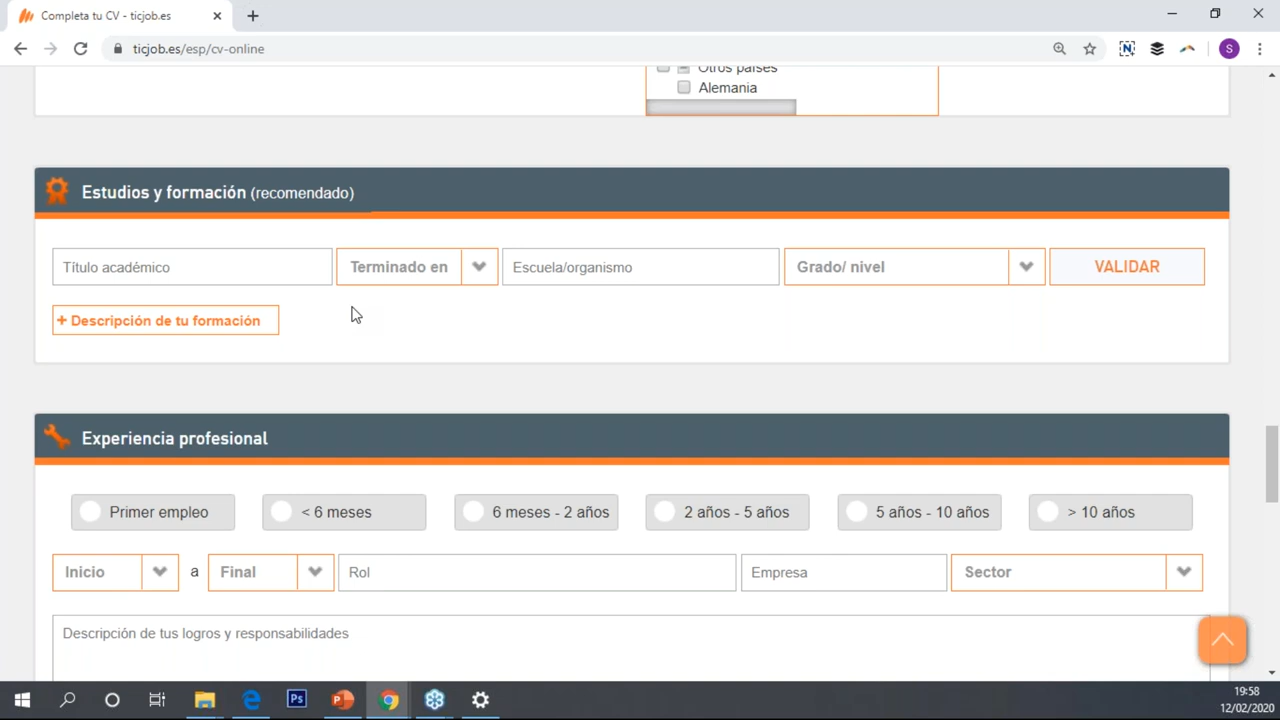 Completa tu CV - ticjob.es
ticjob.es/esp/cv-online
S
Otros países
Alemania
Estudios y formación (recomendado)
Título académico
Terminado en
Escuela/organismo
Grado/ nivel
VALIDAR
+ Descripción de tu formación
Experiencia profesional
Primer empleo
< 6 meses
6 meses - 2 años
2 años - 5 años
5 años - 10 años
> 10 años
Inicio
a
Final
Rol
Empresa
Sector
Descripción de tus logros y responsabilidades
19:58
12/02/2020